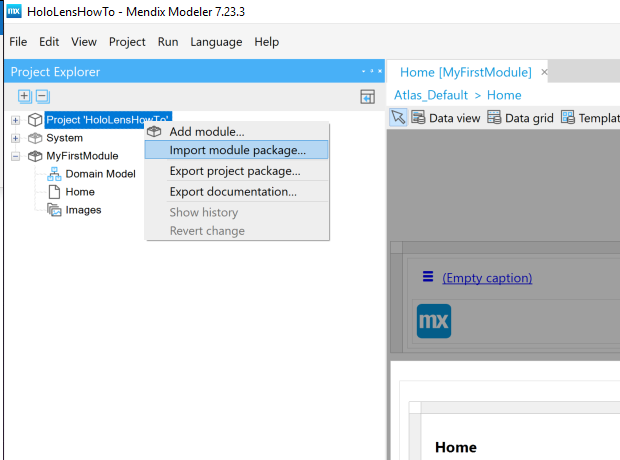 mx HoloLensHowTo - Mendix Modeler 7.23.3
File Edit View Project Run Language Help
Project Explorer
Home [MyFirstModule] ×
Atlas_Default > Home
Data view Data grid Templat
Project 'HoloLensHowTo'
System
MyFirstModule
Domain Model
Home
Images
Add module...
Import module package...
Export project package...
Export documentation...
Show history
Revert change
(Empty caption)
mx
Home